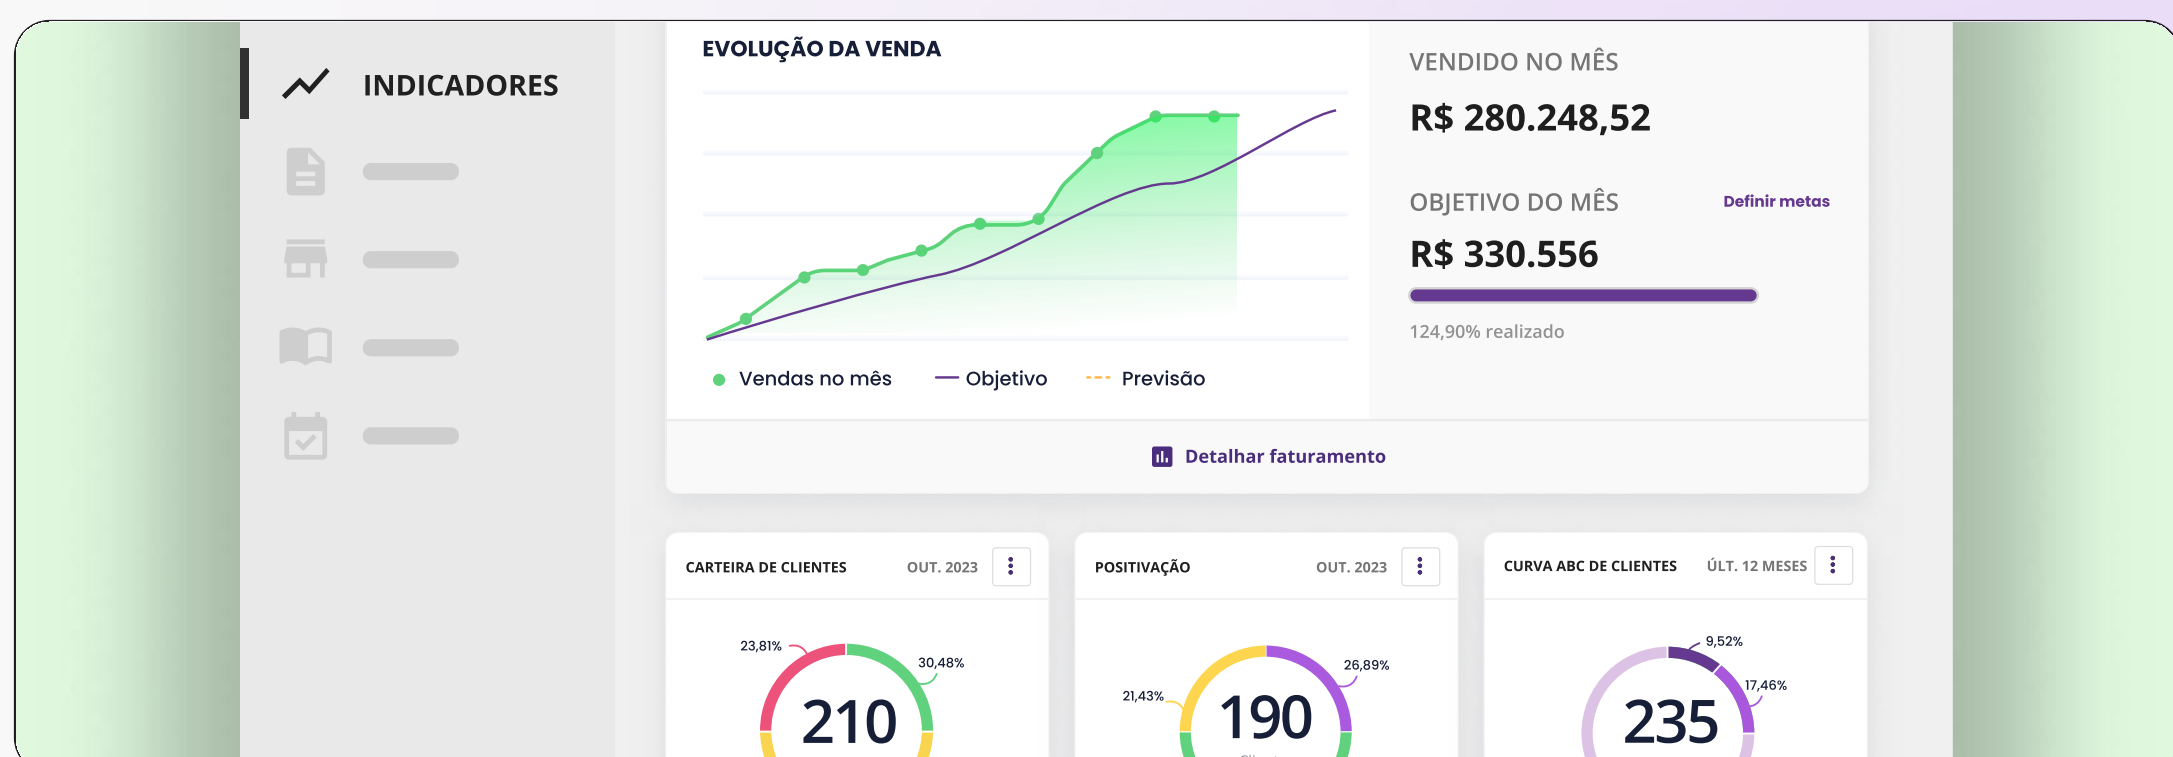 INDICADORES
EVOLUÇÃO DA VENDA
Vendas no mês
Objetivo
Previsão
VENDIDO NO MÊS
R$ 280.248,52
OBJETIVO DO MÊS
Definir metas
R$ 330.556
124,90% realizado
Detalhar faturamento
CARTEIRA DE CLIENTES
OUT. 2023
23,81%
30,48%
210
POSITIVAÇÃO
OUT. 2023
26,89%
21,43%
190
CURVA ABC DE CLIENTES
ÚLT. 12 MESES
9,52%
17,46%
235